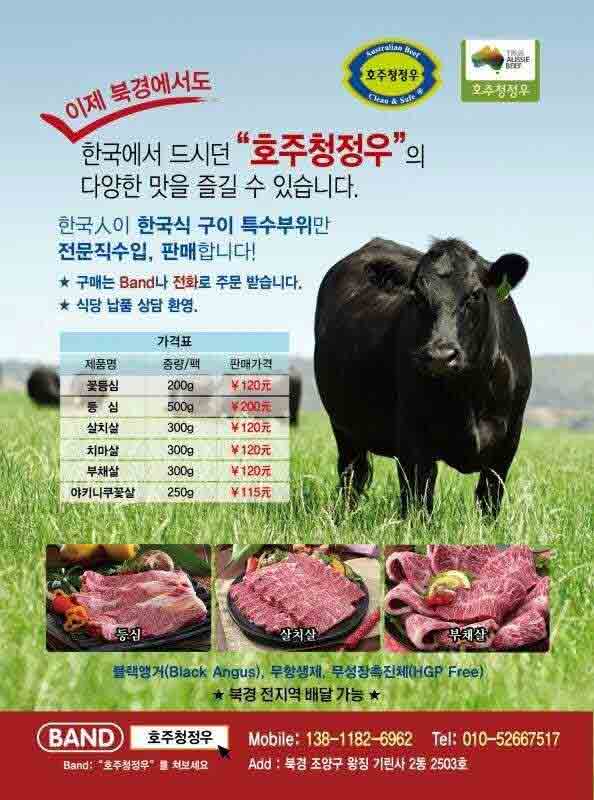 이제 북경에서도
Australian Beef
호주청정우
Clean & Safe ®
TRUE
AUSSIE
BEEF
호주청정우
한국에서 드시던 “호주청정우”의
다양한 맛을 즐길 수 있습니다.
한국人이 한국식 구이 특수부위만
전문직수입, 판매합니다!
★ 구매는 Band나 전화로 주문 받습니다.
★ 식당 납품 상담 환영.
가격표
제품명 중량/팩 판매가격
꽃등심 200g ￥120元
등 심 500g ￥200元
살치살 300g ￥120元
치마살 300g ￥120元
부채살 300g ￥120元
야키니쿠꽃살 250g ￥115元
등심 살치살 부채살
블랙앵거(Black Angus), 무항생제, 무성장촉진체(HGP Free)
★ 북경 전지역 배달 가능 ★
BAND 호주청정우
Band: “호주청정우” 를 쳐보세요
Mobile: 138-1182-6962 Tel: 010-52667517
Add : 북경 조양구 왕징 기린사 2동 2503호